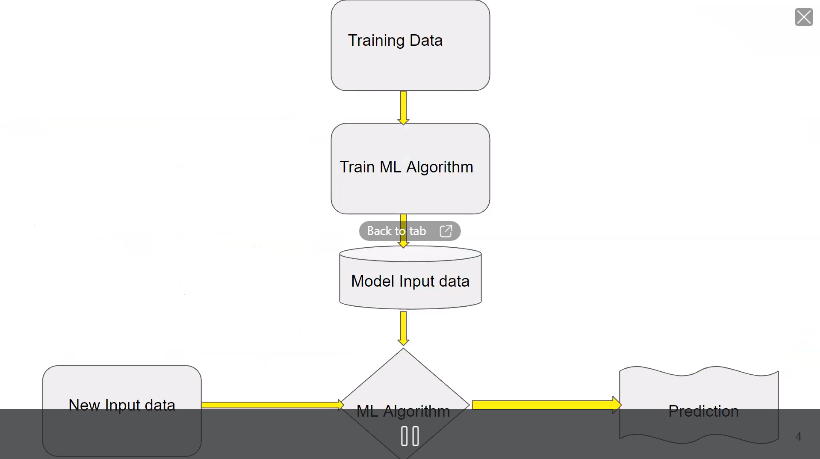 Training Data
Train ML Algorithm
Back to tab
Model Input data
New Input data
ML Algorithm
Prediction
4